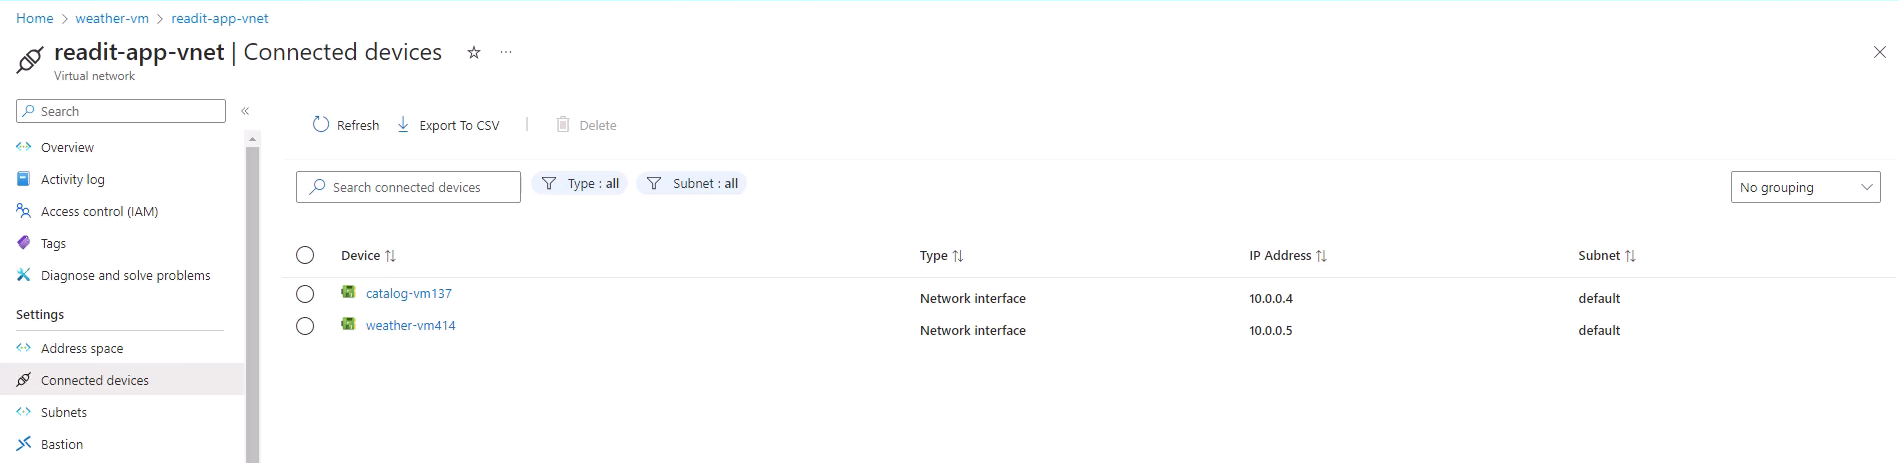 Home > weather-vm > readit-app-vnet
readit-app-vnet | Connected devices
Virtual network
Search
Overview
Activity log
Access control (IAM)
Tags
Diagnose and solve problems
Settings
Address space
Connected devices
Subnets
Bastion
Refresh Export To CSV Delete
Search connected devices Type : all Subnet : all No grouping
Device Type IP Address Subnet
catalog-vm137 Network interface 10.0.0.4 default
weather-vm414 Network interface 10.0.0.5 default